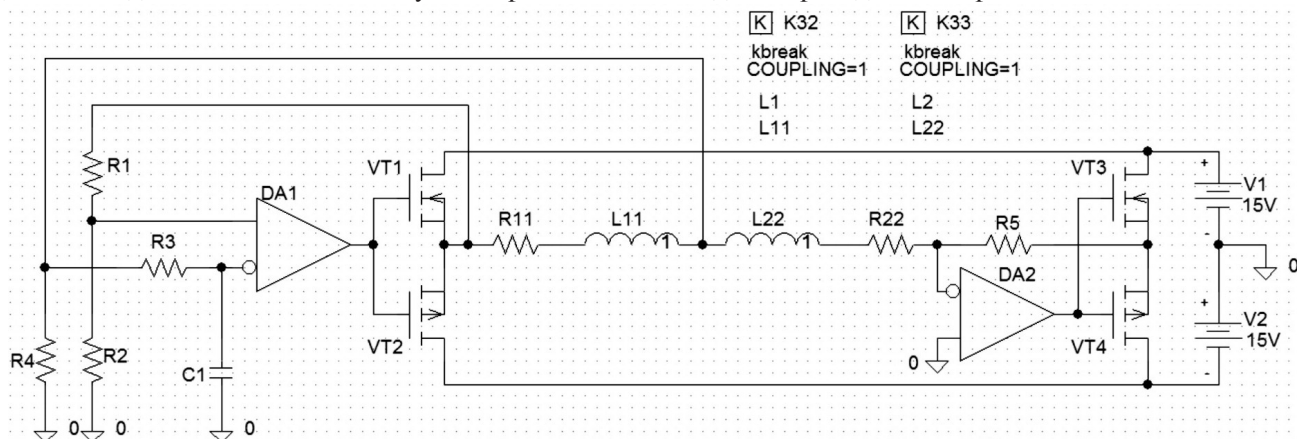 K K32
kbreak
COUPLING=1
L1
L11
K K33
kbreak
COUPLING=1
L2
L22
R1
DA1
VT1
R3
R11
L11
1
L22
1
R22
R5
DA2
VT3
+
V1
15V
-
0
R4
R2
C1
VT2
0
VT4
+
V2
15V
-
0
0
0